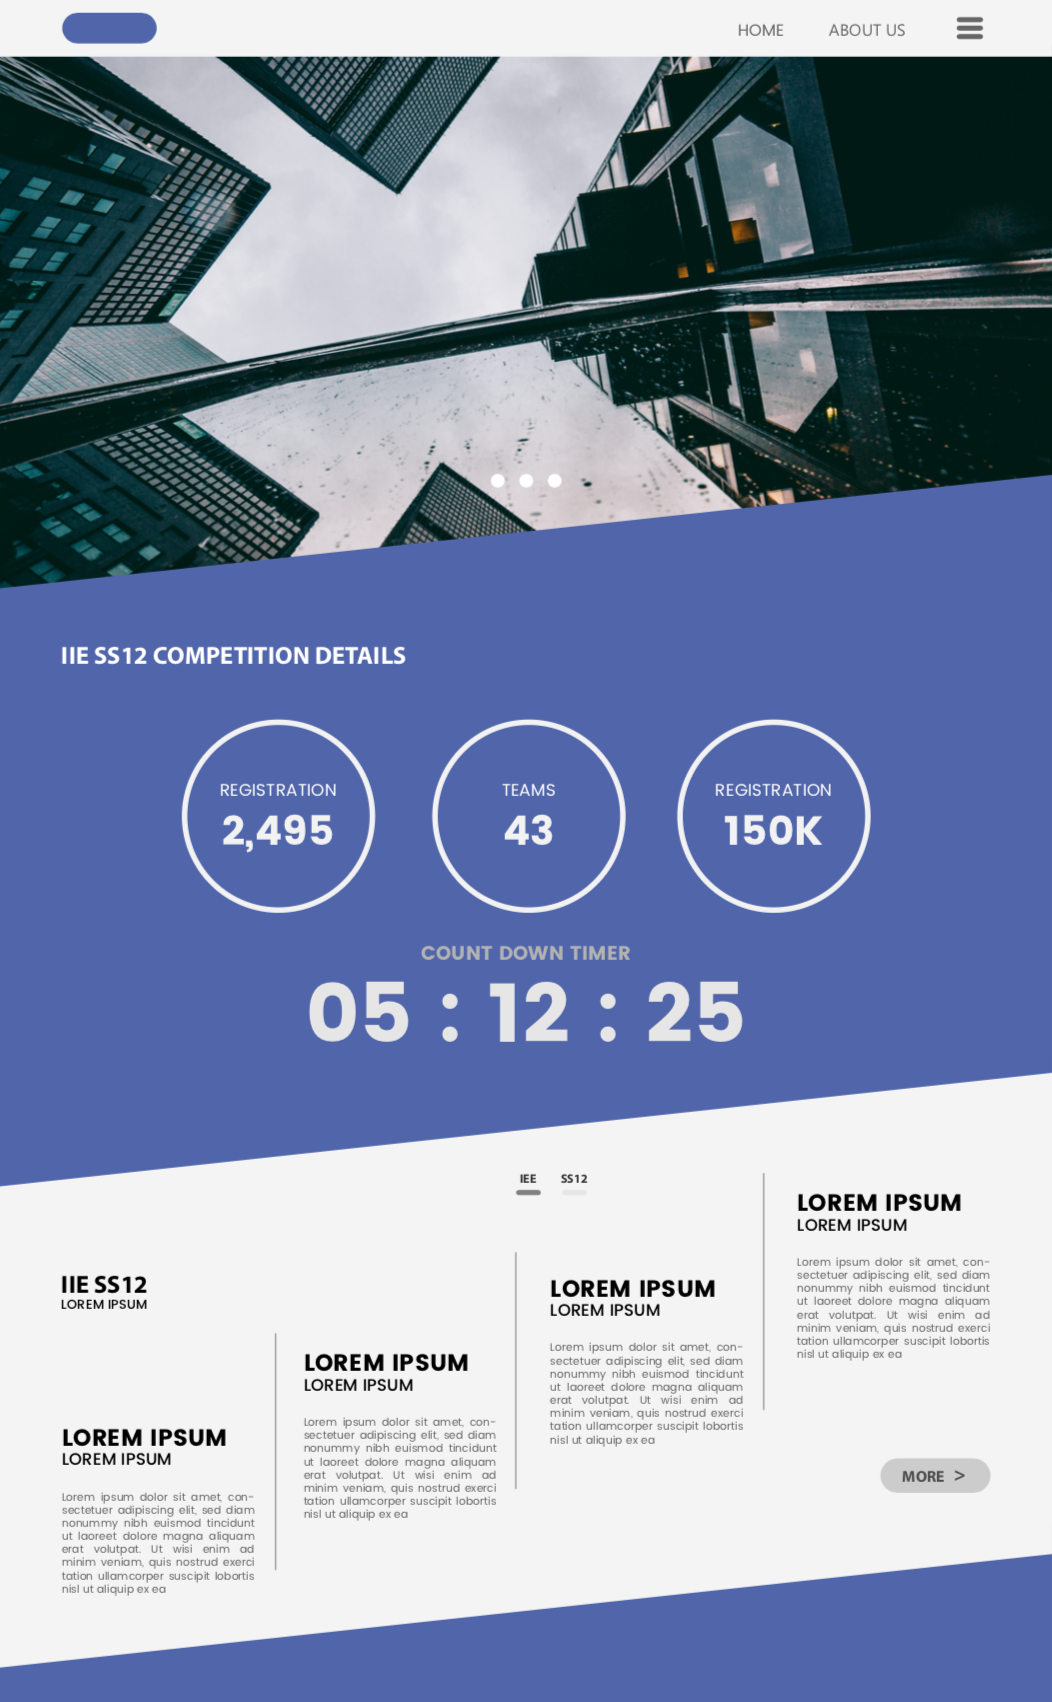 HOME
ABOUT US
IIE SS12 COMPETITION DETAILS
REGISTRATION
2,495
TEAMS
43
REGISTRATION
150K
COUNT DOWN TIMER
05 : 12 : 25
IEE
SS12
IIE SS12
LOREM IPSUM
LOREM IPSUM
LOREM IPSUM
Lorem ipsum dolor sit amet, con-
sectetuer adipiscing elit, sed diam
nonummy nibh euismod tincidunt
ut laoreet dolore magna aliquam
erat volutpat. Ut wisi enim ad
minim veniam, quis nostrud exerci
tation ullamcorper suscipit lobortis
nisl ut aliquip ex ea
LOREM IPSUM
LOREM IPSUM
Lorem ipsum dolor sit amet, con-
sectetuer adipiscing elit, sed diam
nonummy nibh euismod tincidunt
ut laoreet dolore magna aliquam
erat volutpat. Ut wisi enim ad
minim veniam, quis nostrud exerci
tation ullamcorper suscipit lobortis
nisl ut aliquip ex ea
LOREM IPSUM
LOREM IPSUM
Lorem ipsum dolor sit amet, con-
sectetuer adipiscing elit, sed diam
nonummy nibh euismod tincidunt
ut laoreet dolore magna aliquam
erat volutpat. Ut wisi enim ad
minim veniam, quis nostrud exerci
tation ullamcorper suscipit lobortis
nisl ut aliquip ex ea
LOREM IPSUM
LOREM IPSUM
Lorem ipsum dolor sit amet, con-
sectetuer adipiscing elit, sed diam
nonummy nibh euismod tincidunt
ut laoreet dolore magna aliquam
erat volutpat. Ut wisi enim ad
minim veniam, quis nostrud exerci
tation ullamcorper suscipit lobortis
nisl ut aliquip ex ea
MORE >